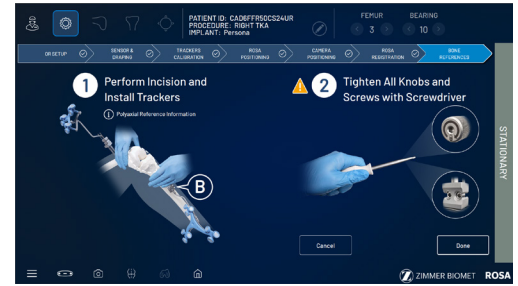 PATIENT ID: CAD6FFR50CS24UR
PROCEDURE: RIGHT TKA
IMPLANT: Persona
FEMUR
3
BEARING
10
OR SETUP
SENSOR & DRAPING
TRACKERS CALIBRATION
ROSA POSITIONING
CAMERA POSITIONING
ROSA REGISTRATION
BONE REFERENCES
1
Perform Incision and
Install Trackers
i Polyaxial Reference Information
B
2
Tighten All Knobs and
Screws with Screwdriver
STATIONARY
Cancel
Done
ZIMMER BIOMET
ROSA